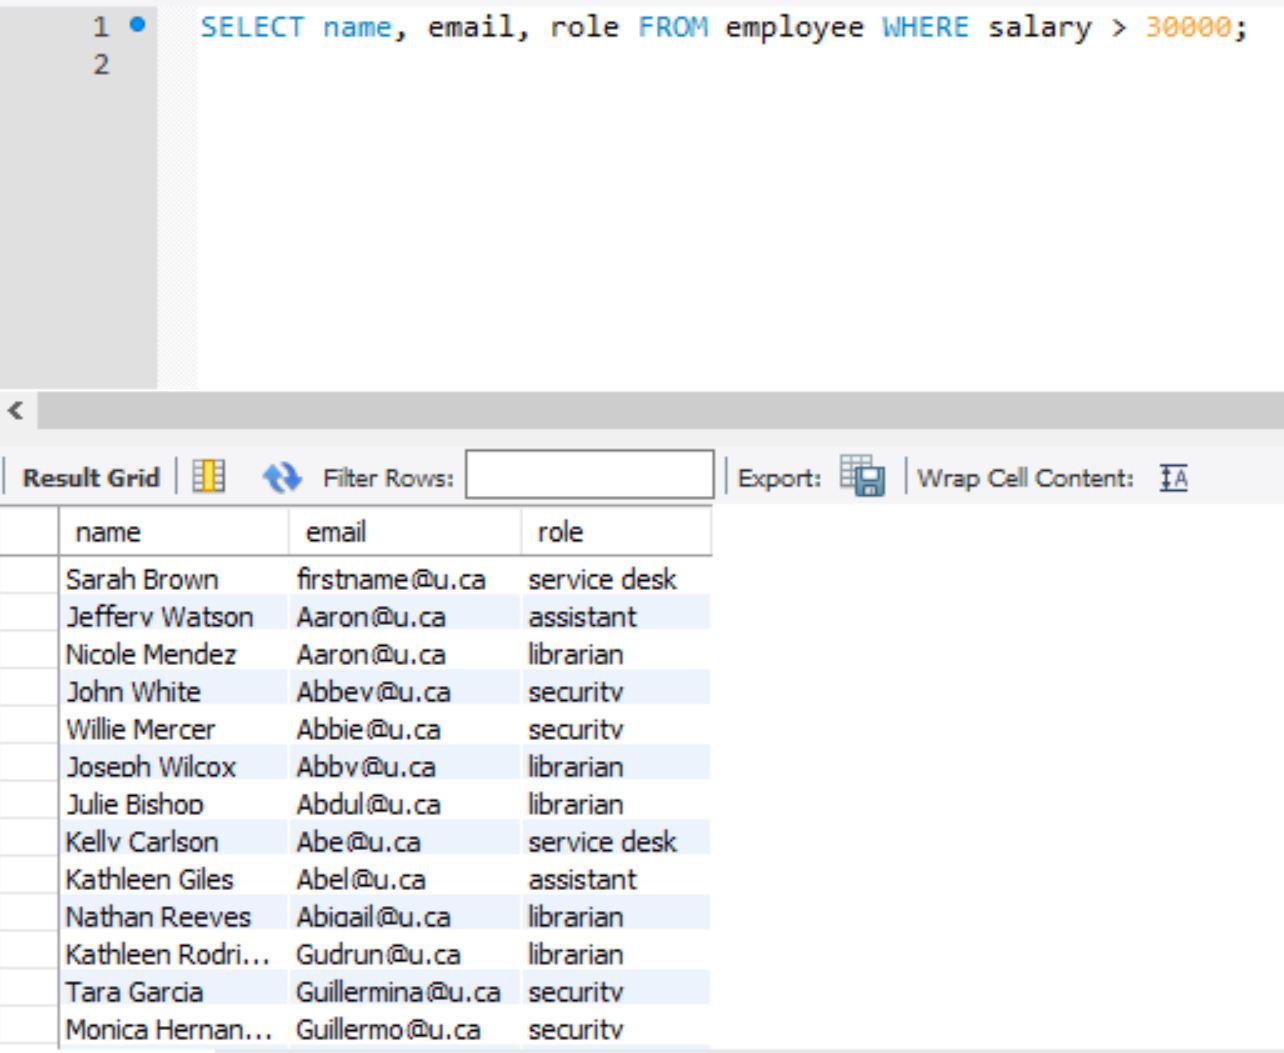 1 SELECT name, email, role FROM employee WHERE salary > 30000;
2
Result Grid Filter Rows: Export: Wrap Cell Content: IA
name email role
Sarah Brown firstname@u.ca service desk
Jeffery Watson Aaron@u.ca assistant
Nicole Mendez Aaron@u.ca librarian
John White Abbey@u.ca security
Willie Mercer Abbie@u.ca security
Joseph Wilcox Abby@u.ca librarian
Julie Bishop Abdul@u.ca librarian
Kelly Carlson Abe@u.ca service desk
Kathleen Giles Abel@u.ca assistant
Nathan Reeves Abigail@u.ca librarian
Kathleen Rodri... Gudrun@u.ca librarian
Tara Garcia Guillermina@u.ca security
Monica Hernan... Guillermo@u.ca security